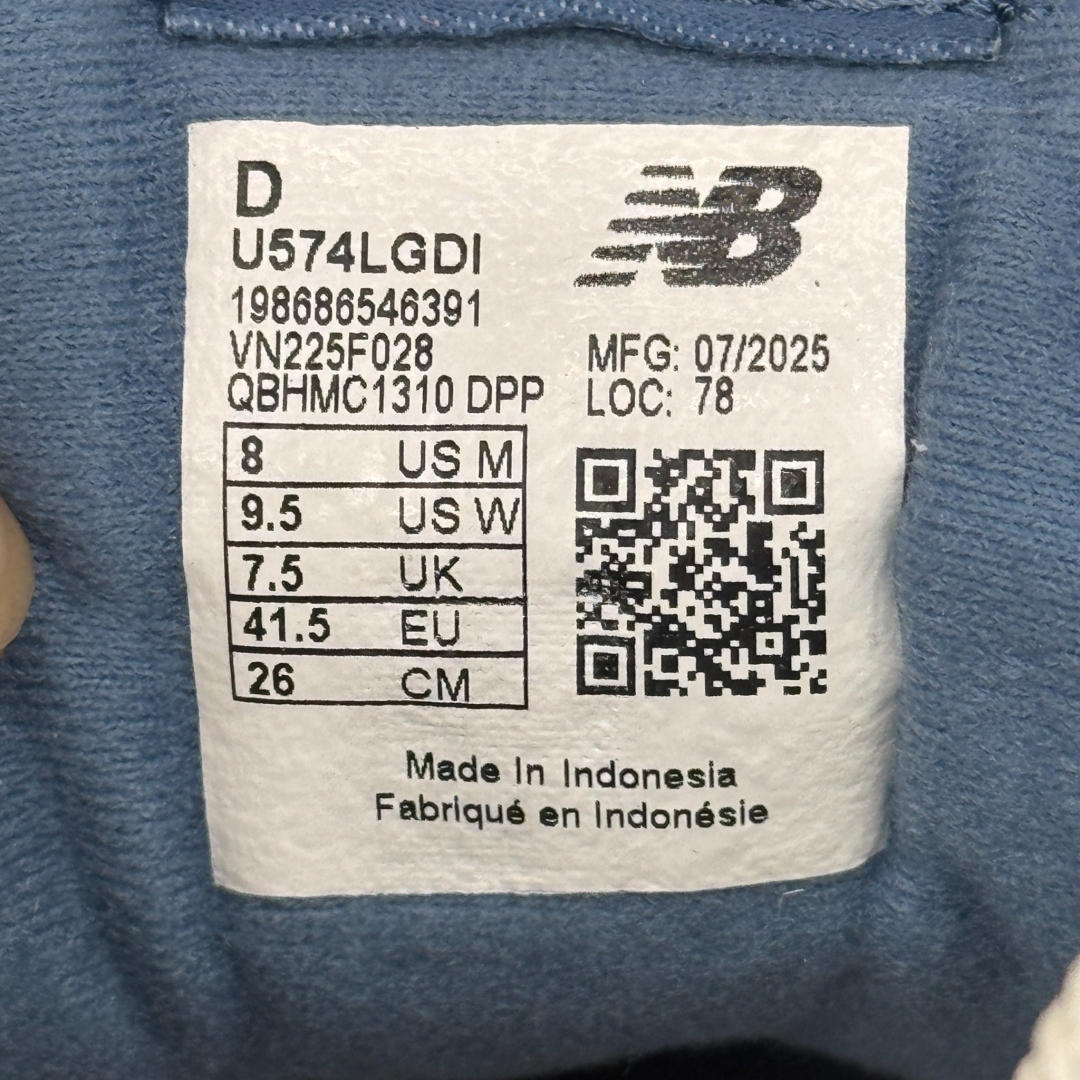 D
NB
U574LGDI
198686546391
VN225F028
MFG: 07/2025
QBHMC1310 DPP
LOC: 78
8 US M
9.5 US W
7.5 UK
41.5 EU
26 CM
Made In Indonesia
Fabriqué en Indonésie